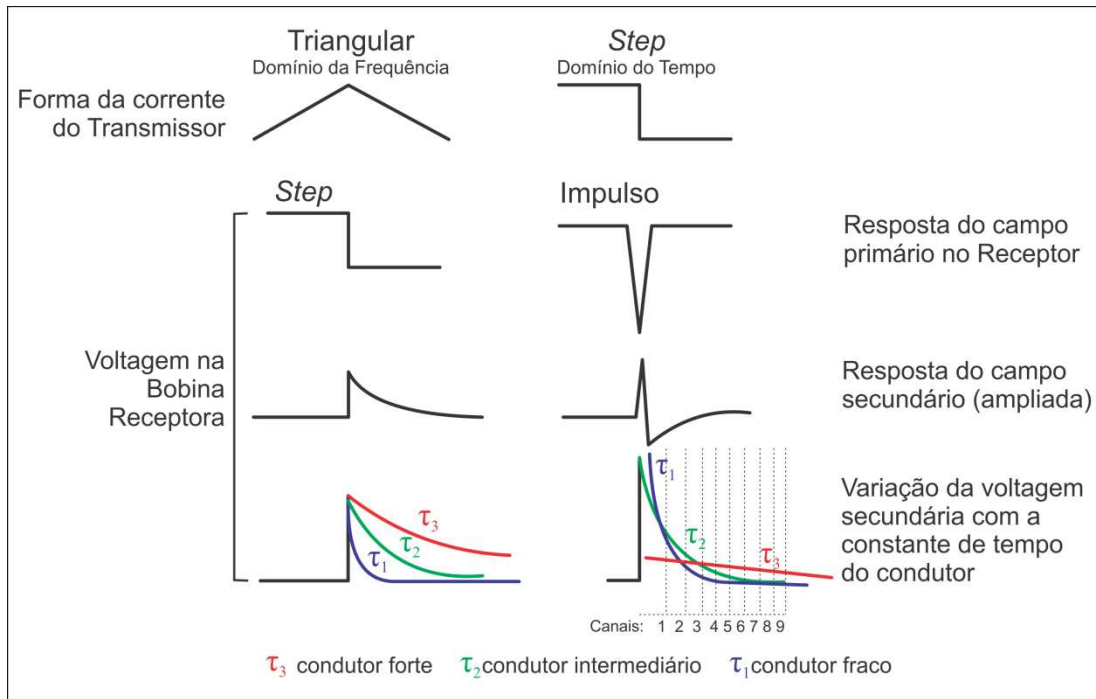 Triangular
Domínio da Frequência
Step
Domínio do Tempo
Forma da corrente
do Transmissor
Step
Impulso
Resposta do campo
primário no Receptor
Voltagem na
Bobina
Receptora
Resposta do campo
secundário (ampliada)
τ3
τ2
τ1
τ1
τ2
τ3
Variação da voltagem
secundária com a
constante de tempo
do condutor
Canais: 1 2 3 4 5 6 7 8 9
τ3 condutor forte τ2 condutor intermediário τ1 condutor fraco